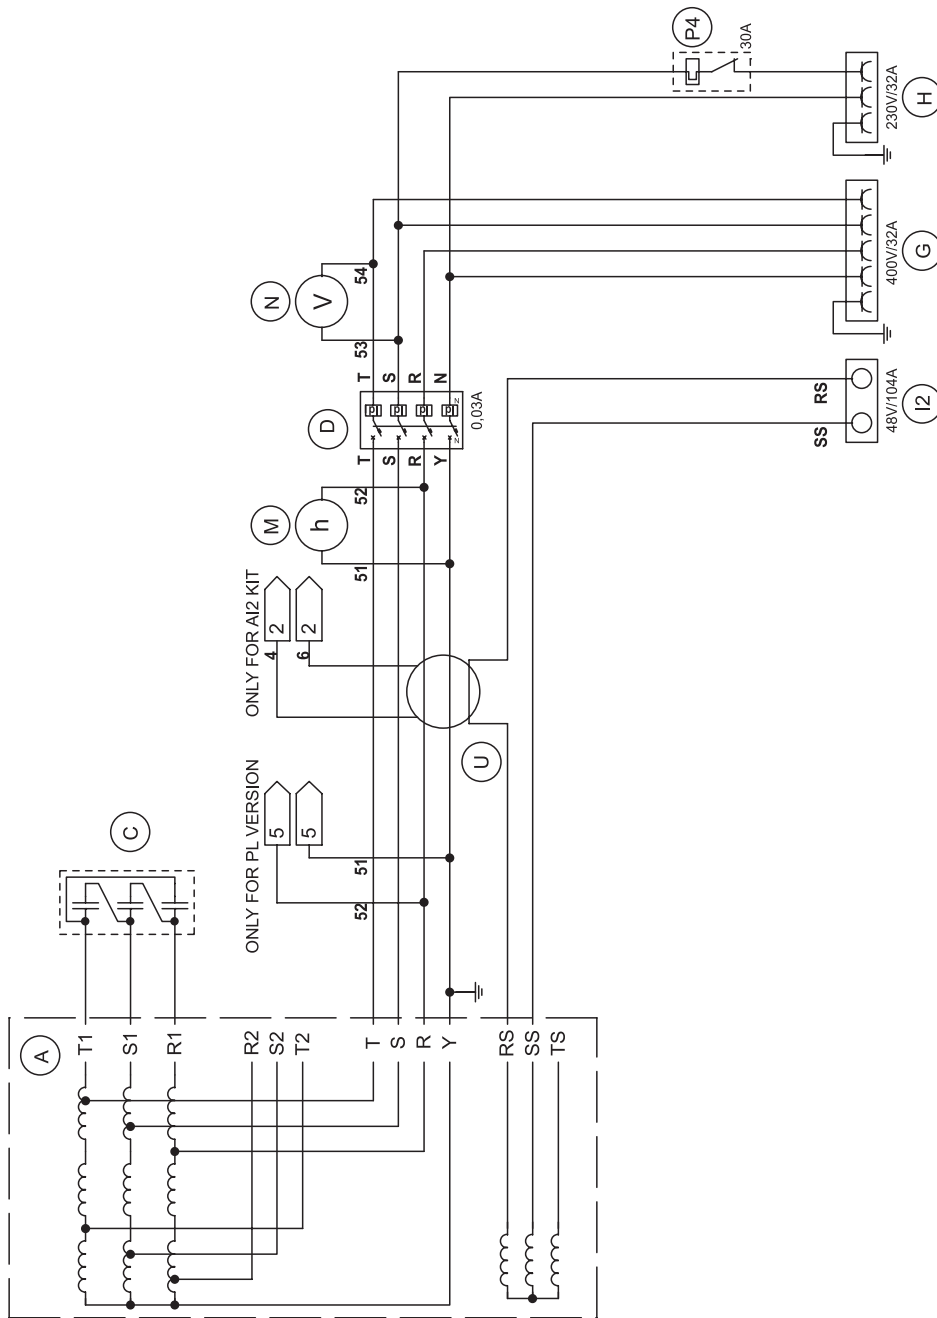 A
T1
S1
R1
R2
S2
T2
T
S
R
Y
RS
SS
TS
C
ONLY FOR PL VERSION
5
5
52
51
U
ONLY FOR AI2 KIT
2
2
4
6
M
h
51
52
D
T
S
R
Y
T
S
R
N
N
N
0,03A
N
V
53
54
P4
30A
230V/32A
H
400V/32A
G
SS
RS
48V/104A
I2